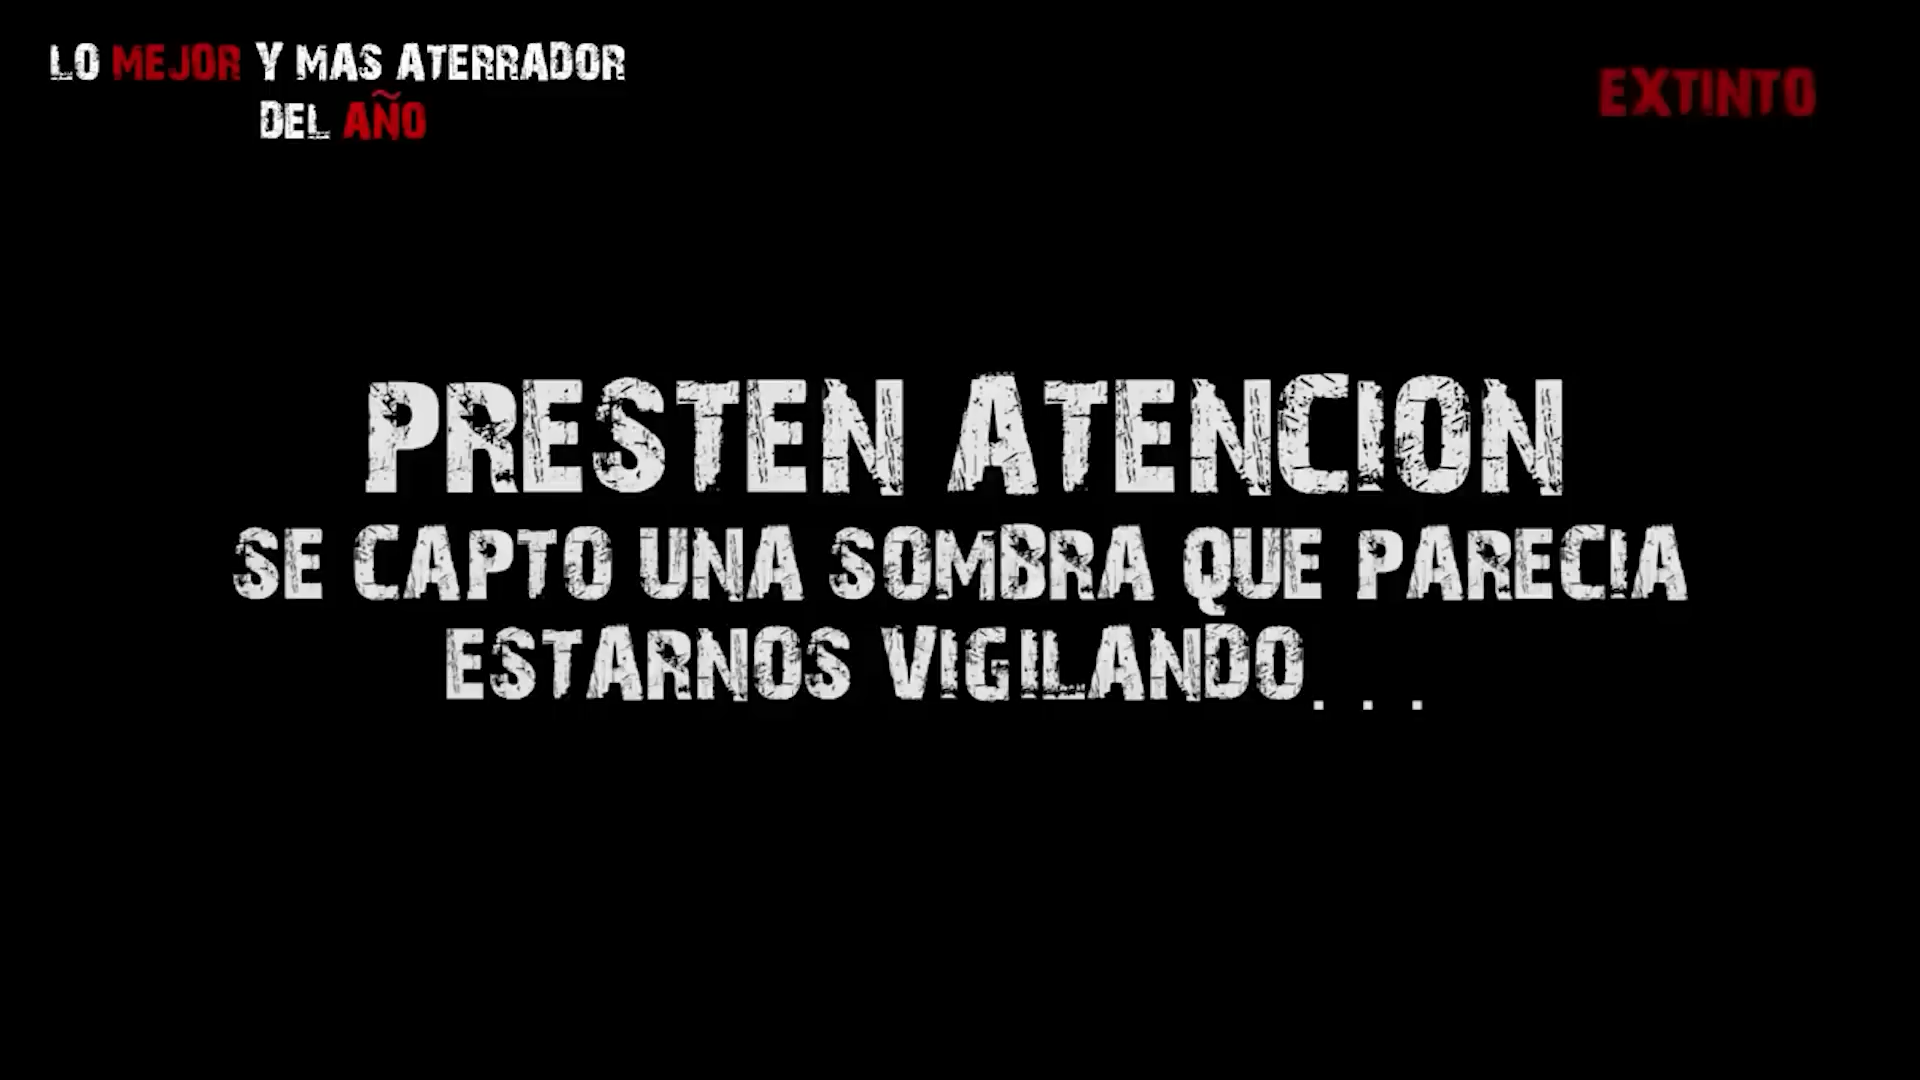 LO MEJOR Y MAS ATERRADOR
DEL AÑO
EXTINTO
PRESTEN ATENCION
SE CAPTO UNA SOMBRA QUE PARECIA
ESTARNOS VIGILANDO...